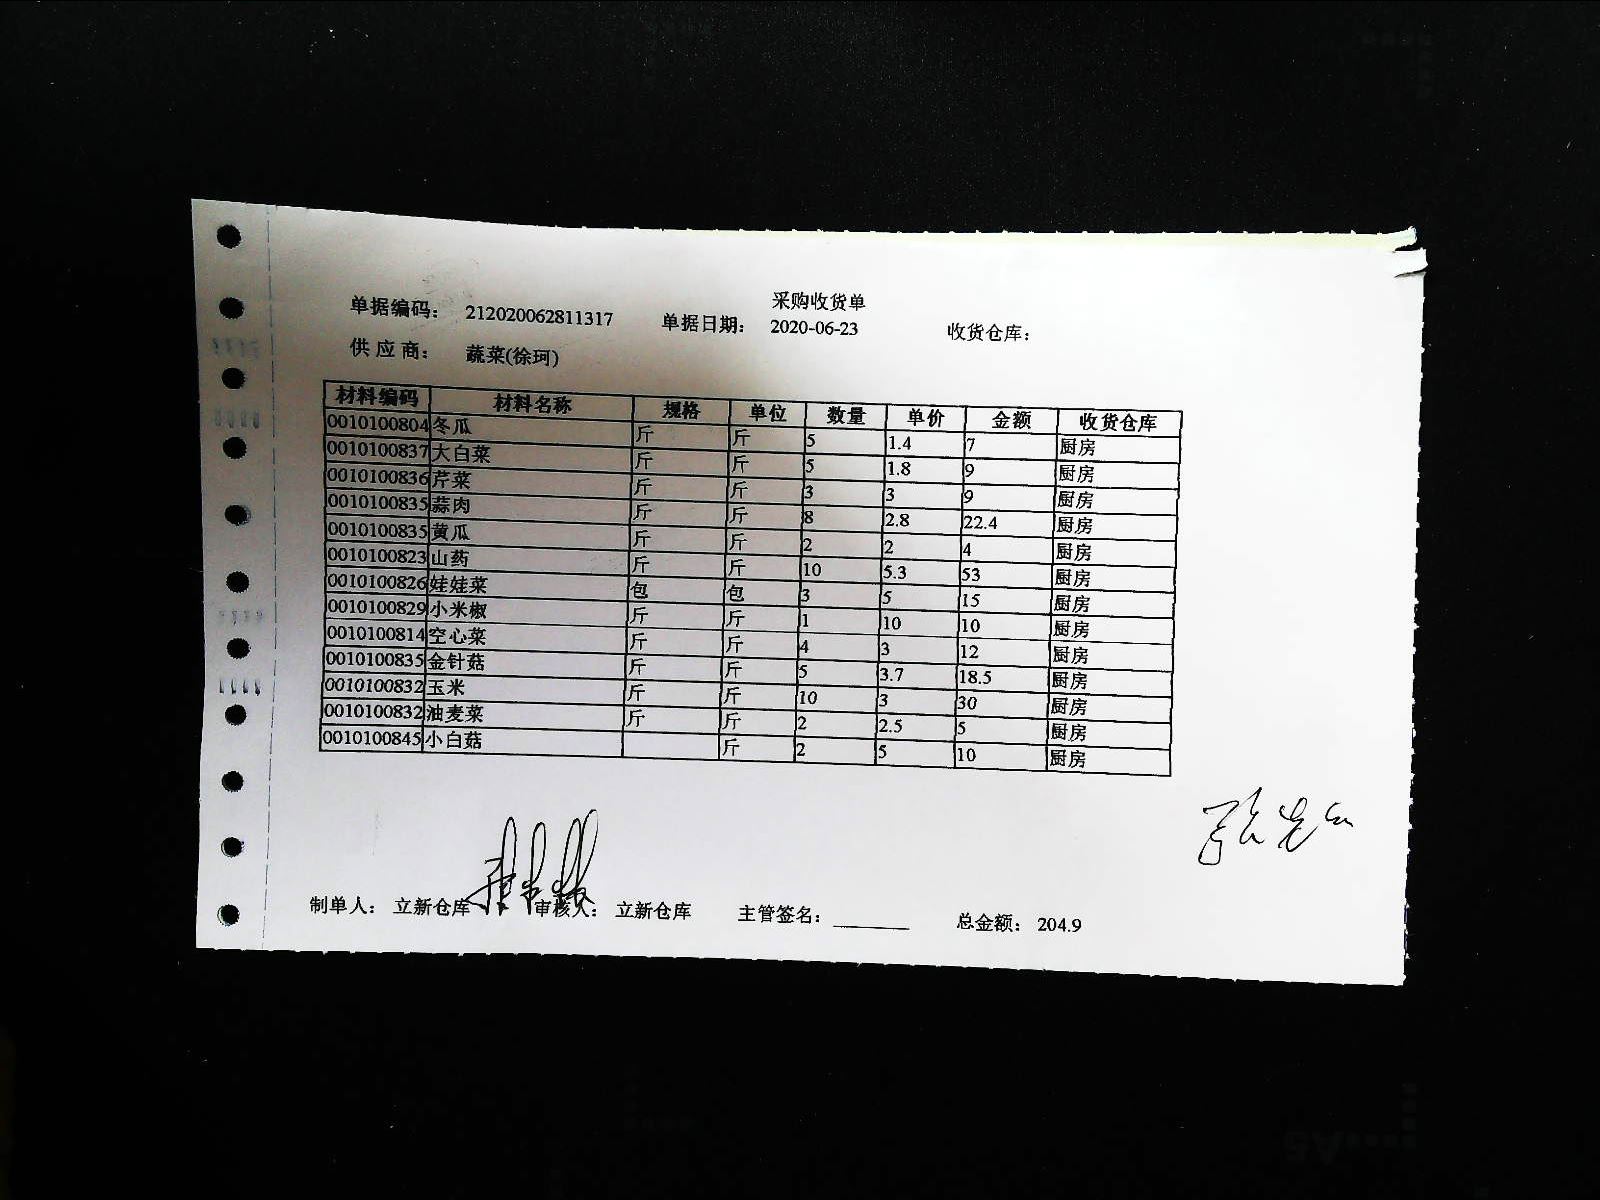 采购收货单
单据编码： 212020062811317 单据日期： 2020-06-23 收货仓库：
供 应 商： 蔬菜(徐珂)
材料编码 材料名称 规格 单位 数量 单价 金额 收货仓库
0010100804 冬瓜 斤 斤 5 1.4 7 厨房
0010100837 大白菜 斤 斤 5 1.8 9 厨房
0010100836 芹菜 斤 斤 3 3 9 厨房
0010100835 蒜肉 斤 斤 8 2.8 22.4 厨房
0010100835 黄瓜 斤 斤 2 2 4 厨房
0010100823 山药 斤 斤 10 5.3 53 厨房
0010100826 娃娃菜 包 包 3 5 15 厨房
0010100829 小米椒 斤 斤 1 10 10 厨房
0010100814 空心菜 斤 斤 4 3 12 厨房
0010100835 金针菇 斤 斤 5 3.7 18.5 厨房
0010100832 玉米 斤 斤 10 3 30 厨房
0010100832 油麦菜 斤 斤 2 2.5 5 厨房
0010100845 小白菇 斤 2 5 10 厨房
制单人： 立新仓库 审核人： 立新仓库 主管签名： 总金额： 204.9